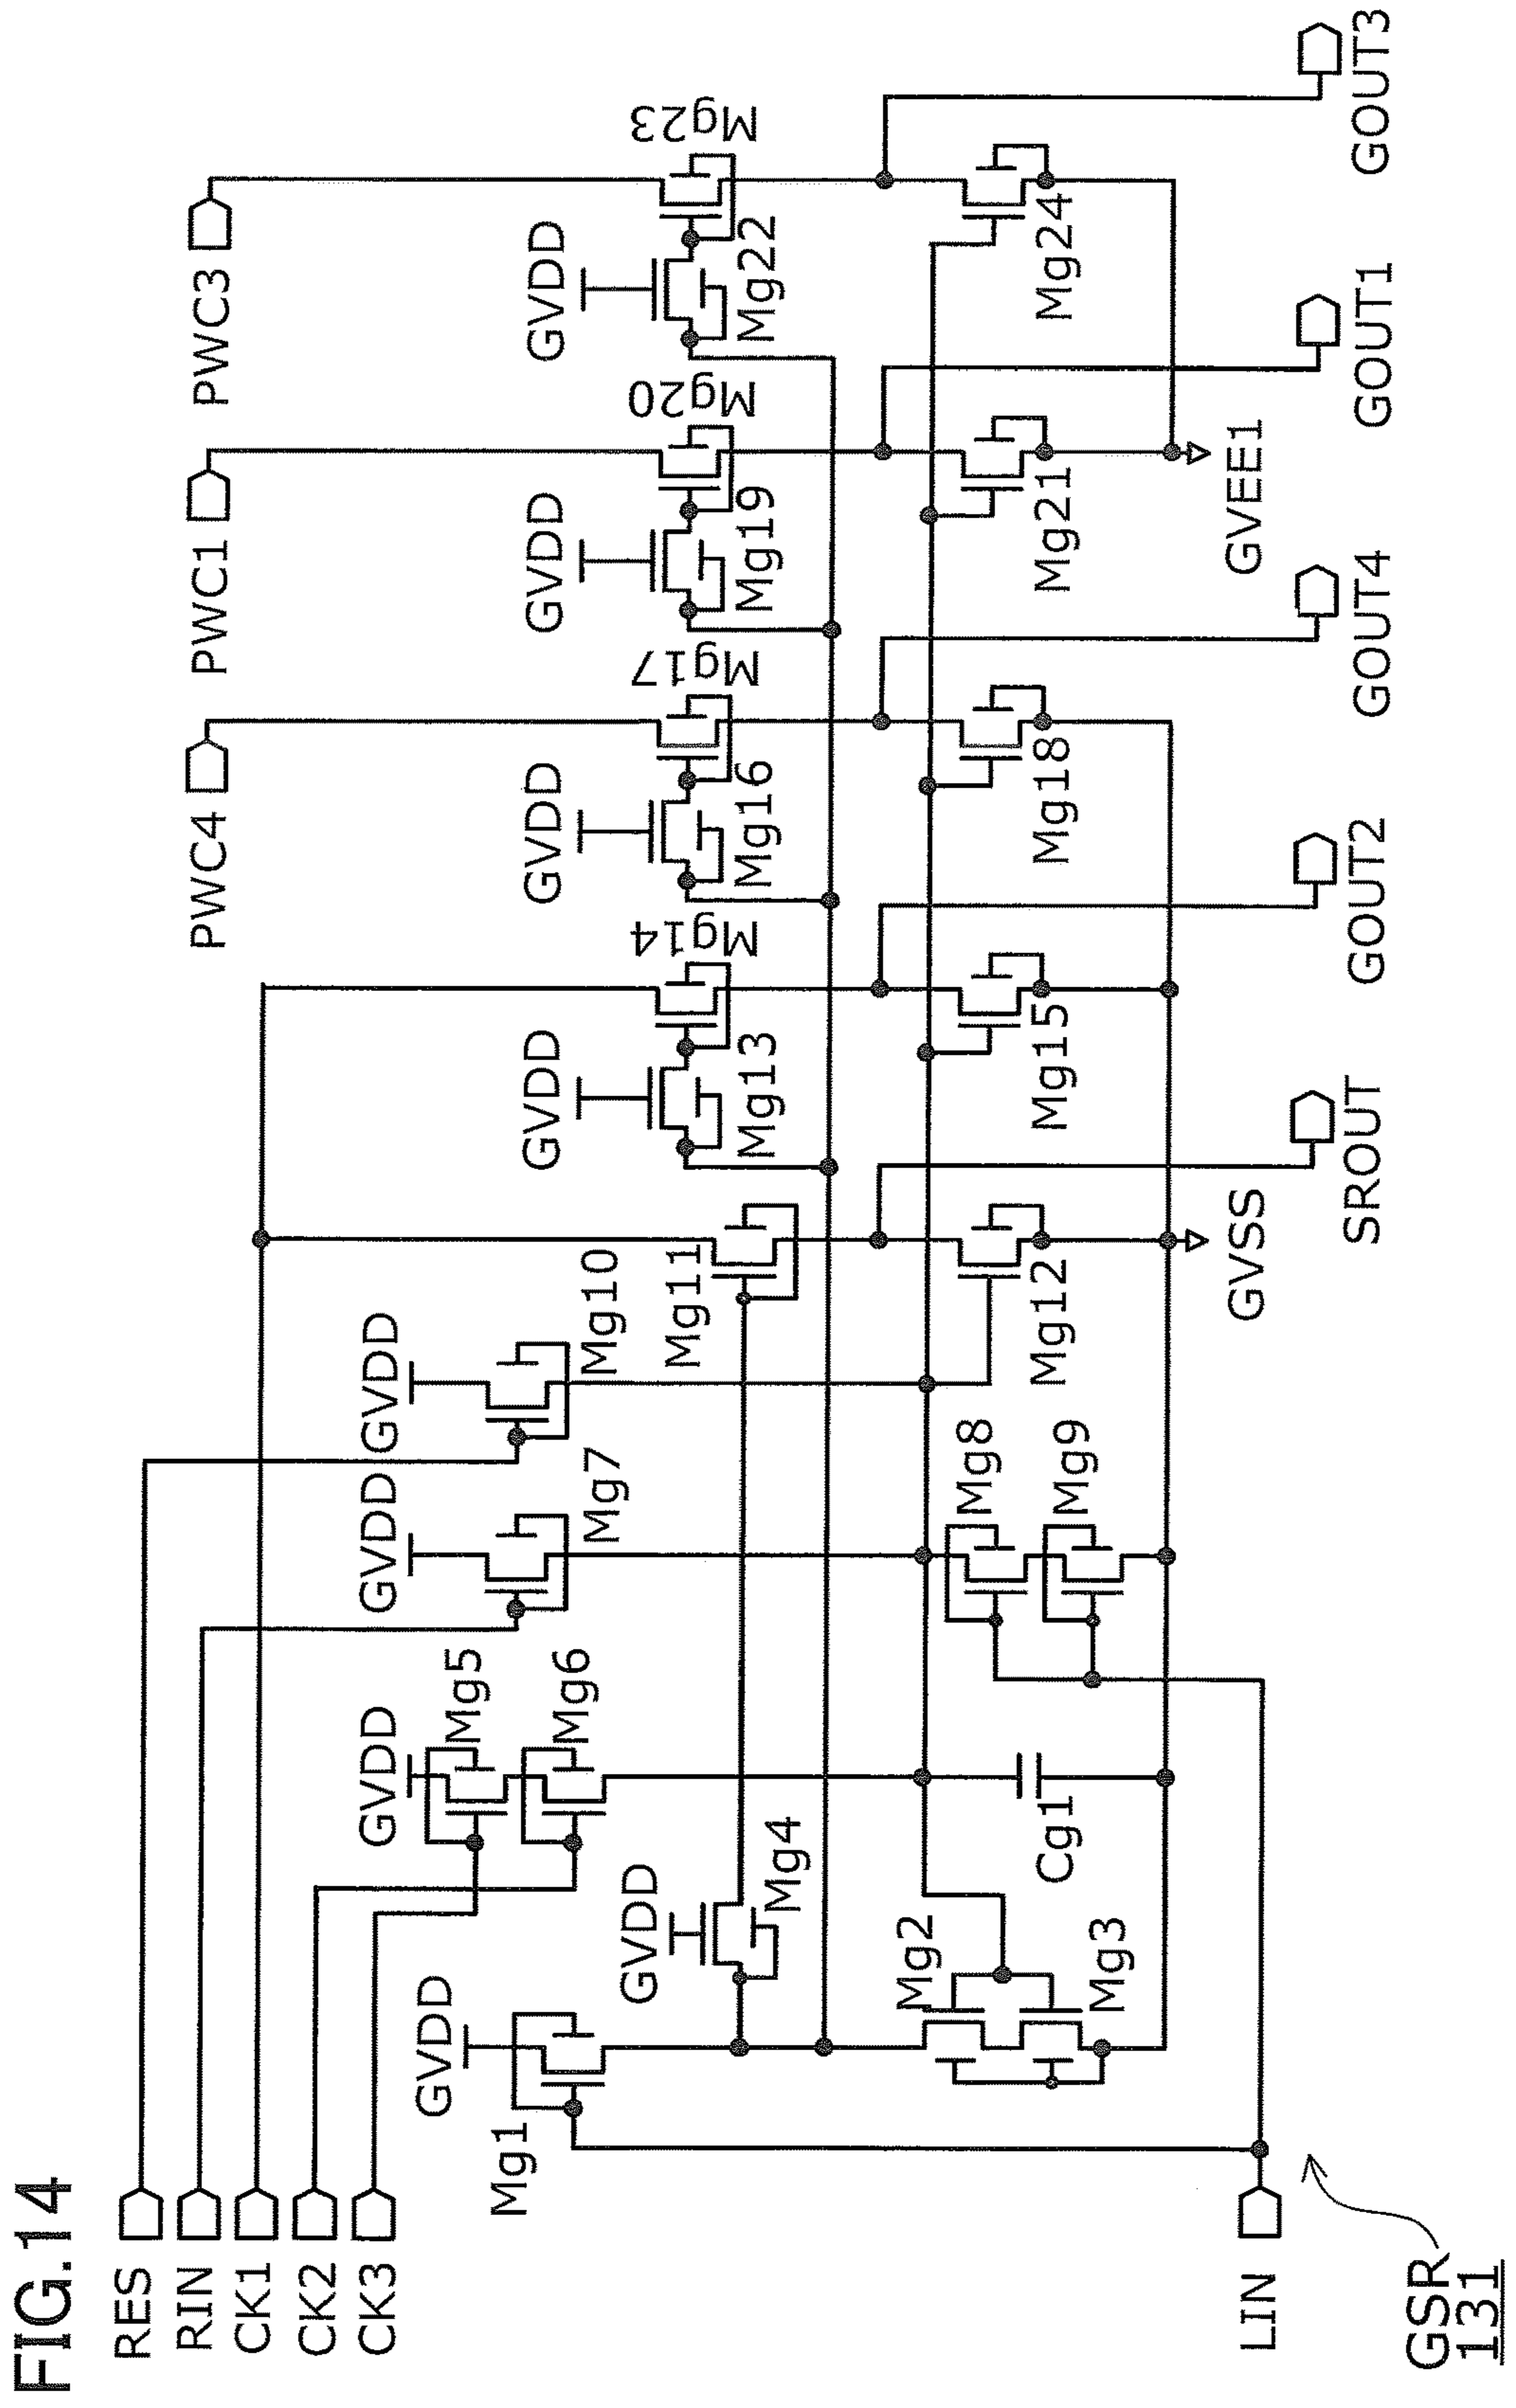 FIG.14
RES
RIN
CK1
CK2
CK3
LIN
GSR
131
GVDD
Mg1
GVDD
Mg4
Mg2
Mg3
GVDD
Mg5
Mg6
Cg1
GVDD
Mg7
Mg8
Mg9
GVDD
Mg10
Mg11
Mg12
GVSS
SROUT
GVDD
Mg13
Mg14
Mg15
GOUT2
PWC4
GVDD
Mg16
Mg17
Mg18
GOUT4
PWC1
GVDD
Mg19
Mg20
Mg21
GVEE1
GOUT1
PWC3
GVDD
Mg22
Mg23
Mg24
GOUT3